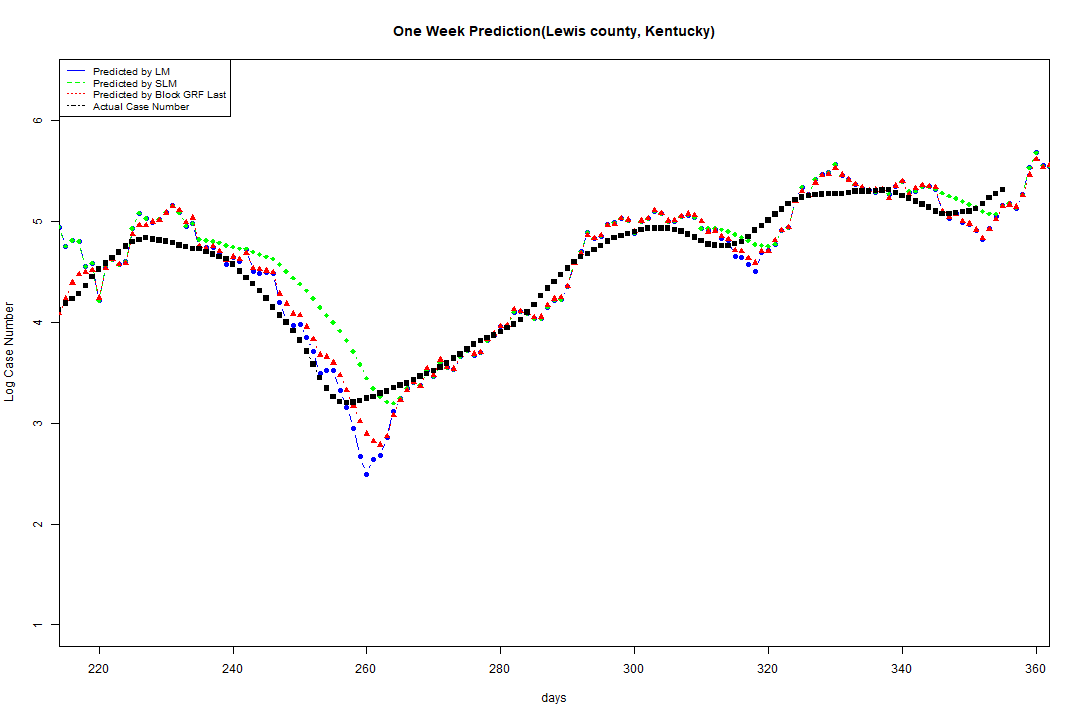 One Week Prediction(Lewis county, Kentucky)
Predicted by LM
Predicted by SLM
Predicted by Block GRF Last
Actual Case Number
6
5
4
3
2
1
Log Case Number
220 240 260 280 300 320 340 360
days